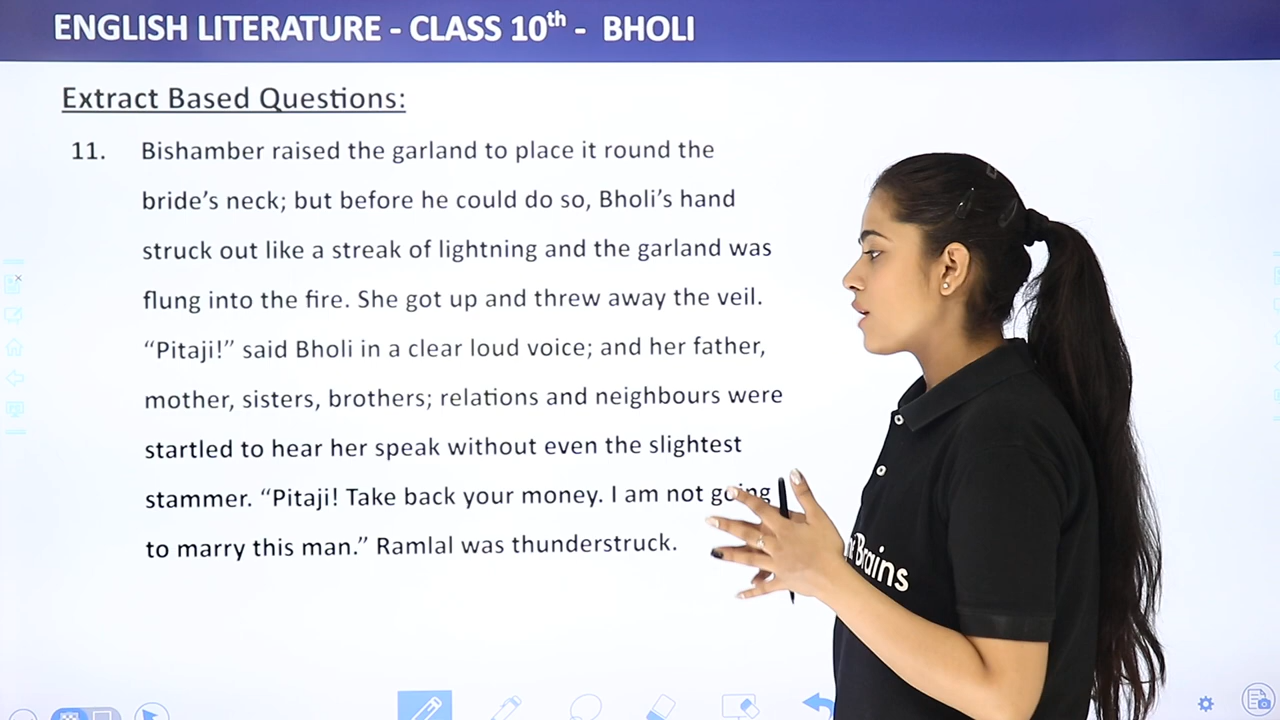 ENGLISH LITERATURE - CLASS 10th - BHOLI
Extract Based Questions:
11. Bishamber raised the garland to place it round the
bride's neck; but before he could do so, Bholi's hand
struck out like a streak of lightning and the garland was
flung into the fire. She got up and threw away the veil.
"Pitaji!" said Bholi in a clear loud voice; and her father,
mother, sisters, brothers; relations and neighbours were
startled to hear her speak without even the slightest
stammer. "Pitaji! Take back your money. I am not going
to marry this man." Ramlal was thunderstruck.
Brains